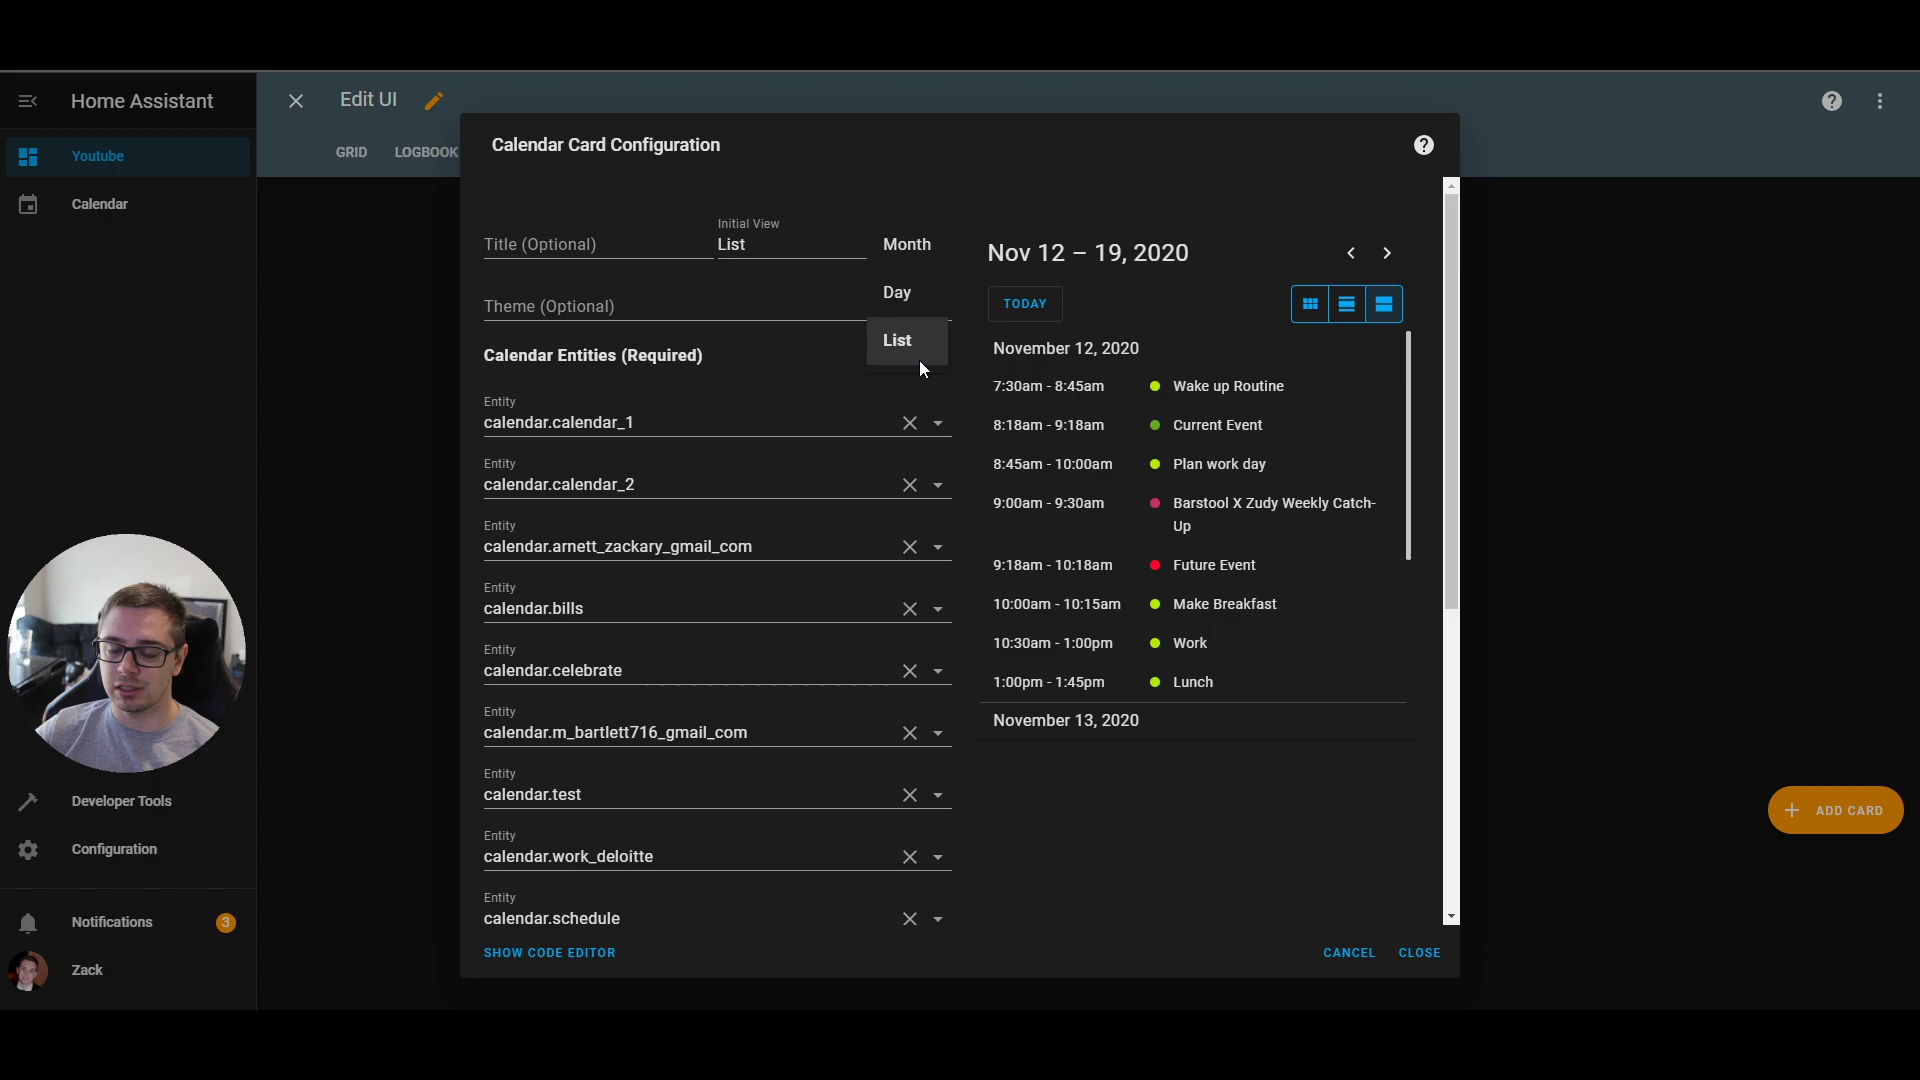 Home Assistant
Edit UI
GRID
LOGBOOK
Youtube
Calendar
Developer Tools
Configuration
Notifications
3
Zack
Calendar Card Configuration
Title (Optional)
Initial View
List
Month
Day
List
Theme (Optional)
Calendar Entities (Required)
Entity
calendar.calendar_1
Entity
calendar.calendar_2
Entity
calendar.arnett_zackary_gmail_com
Entity
calendar.bills
Entity
calendar.celebrate
Entity
calendar.m_bartlett716_gmail_com
Entity
calendar.test
Entity
calendar.work_deloitte
Entity
calendar.schedule
Nov 12 – 19, 2020
TODAY
November 12, 2020
7:30am - 8:45am Wake up Routine
8:18am - 9:18am Current Event
8:45am - 10:00am Plan work day
9:00am - 9:30am Barstool X Zudy Weekly Catch-
Up
9:18am - 10:18am Future Event
10:00am - 10:15am Make Breakfast
10:30am - 1:00pm Work
1:00pm - 1:45pm Lunch
November 13, 2020
SHOW CODE EDITOR
CANCEL
CLOSE
ADD CARD